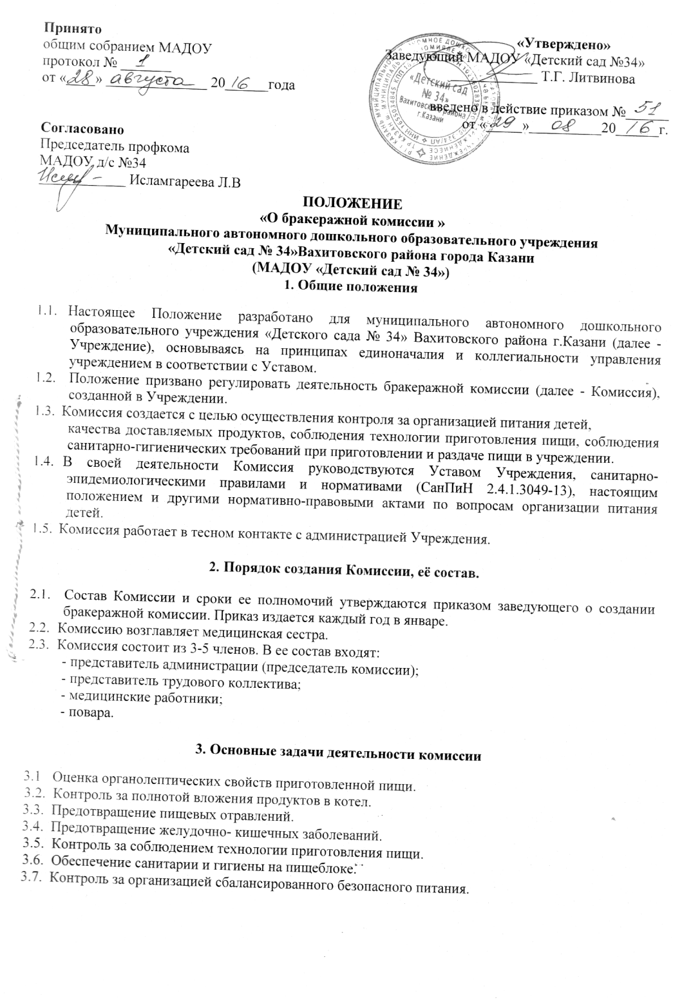 Принято
общим собранием МАДОУ
протокол № 1
от «28» августа 2016 года
«Утверждено»
Заведующий МАДОУ «Детский сад №34»
Т.Г. Литвинова
введено в действие приказом № 51
от «29» 08 2016 г.
«Детский сад
№ 34»
Вахитовского района
г.Казани
Согласовано
Председатель профкома
МАДОУ д/с №34
Исламгареева Л.В
ПОЛОЖЕНИЕ
«О бракеражной комиссии »
Муниципального автономного дошкольного образовательного учреждения
«Детский сад № 34»Вахитовского района города Казани
(МАДОУ «Детский сад № 34»)
1. Общие положения
1.1. Настоящее Положение разработано для муниципального автономного дошкольного
образовательного учреждения «Детского сада № 34» Вахитовского района г.Казани (далее -
Учреждение), основываясь на принципах единоначалия и коллегиальности управления
учреждением в соответствии с Уставом.
1.2. Положение призвано регулировать деятельность бракеражной комиссии (далее - Комиссия),
созданной в Учреждении.
1.3. Комиссия создается с целью осуществления контроля за организацией питания детей,
качества доставляемых продуктов, соблюдения технологии приготовления пищи, соблюдения
санитарно-гигиенических требований при приготовлении и раздаче пищи в учреждении.
1.4. В своей деятельности Комиссия руководствуются Уставом Учреждения, санитарно-
эпидемиологическими правилами и нормативами (СанПиН 2.4.1.3049-13), настоящим
положением и другими нормативно-правовыми актами по вопросам организации питания
детей.
1.5. Комиссия работает в тесном контакте с администрацией Учреждения.
2. Порядок создания Комиссии, её состав.
2.1. Состав Комиссии и сроки ее полномочий утверждаются приказом заведующего о создании
бракеражной комиссии. Приказ издается каждый год в январе.
2.2. Комиссию возглавляет медицинская сестра.
2.3. Комиссия состоит из 3-5 членов. В ее состав входят:
- представитель администрации (председатель комиссии);
- представитель трудового коллектива;
- медицинские работники;
- повара.
3. Основные задачи деятельности комиссии
3.1 Оценка органолептических свойств приготовленной пищи.
3.2. Контроль за полнотой вложения продуктов в котел.
3.3. Предотвращение пищевых отравлений.
3.4. Предотвращение желудочно- кишечных заболеваний.
3.5. Контроль за соблюдением технологии приготовления пищи.
3.6. Обеспечение санитарии и гигиены на пищеблоке.
3.7. Контроль за организацией сбалансированного безопасного питания.